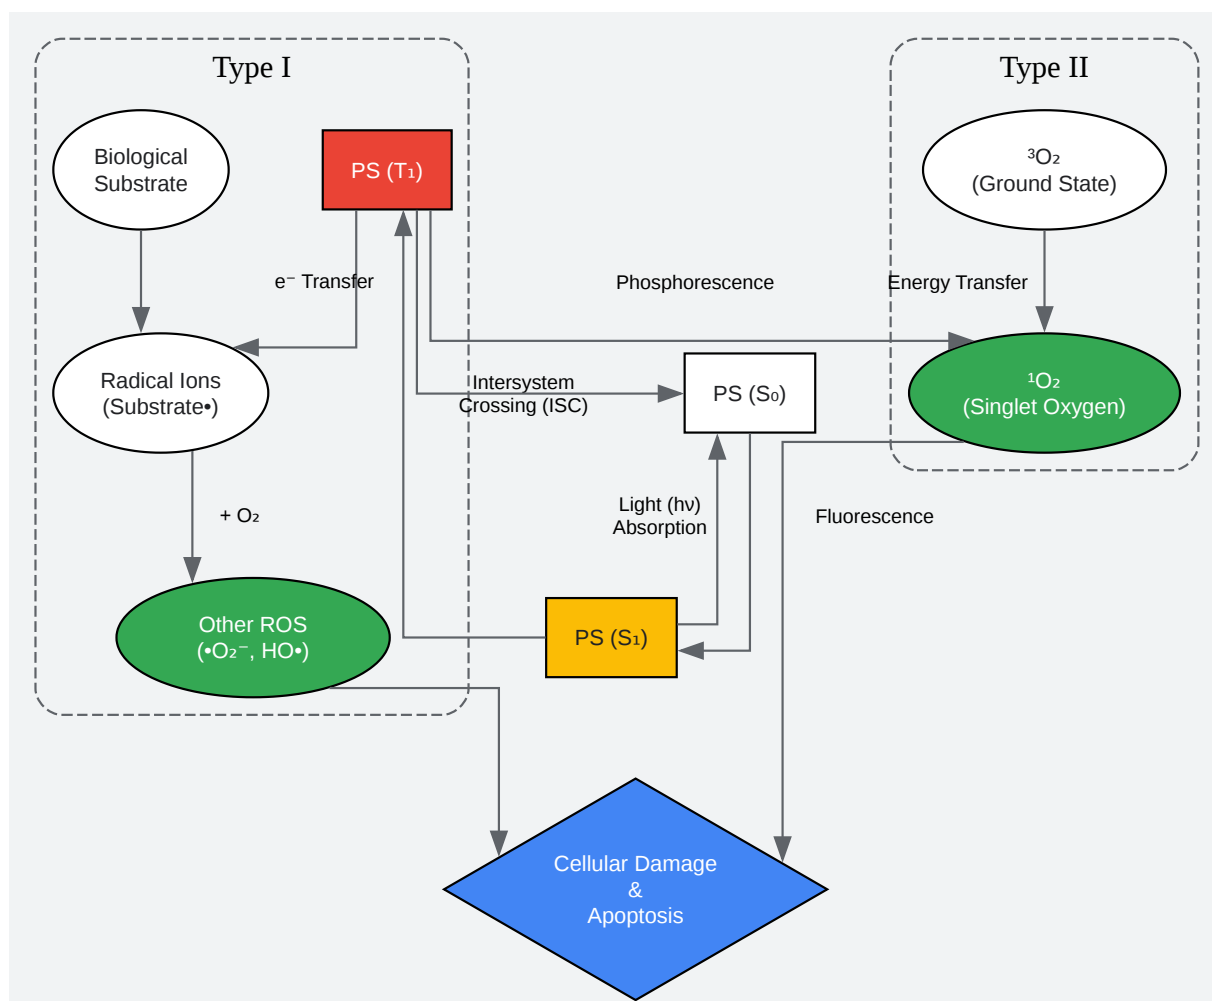 Type I
Type II
Biological
Substrate
PS (T₁)
³O₂
(Ground State)
e⁻ Transfer
Phosphorescence
Energy Transfer
Radical Ions
(Substrate•)
Intersystem
Crossing (ISC)
PS (S₀)
¹O₂
(Singlet Oxygen)
+ O₂
Light (hν)
Absorption
Fluorescence
Other ROS
(•O₂⁻, HO•)
PS (S₁)
Cellular Damage
&
Apoptosis